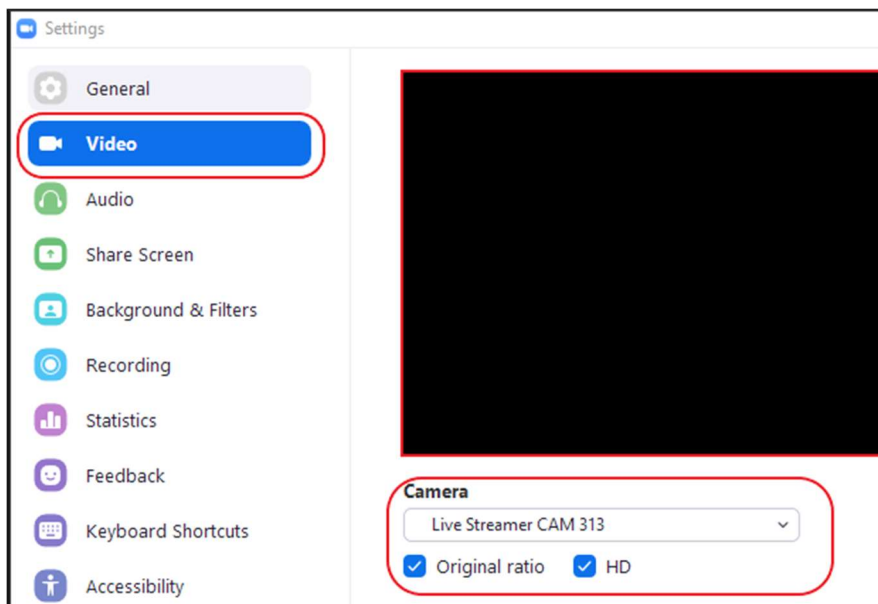 Settings
General
Video
Audio
Share Screen
Background & Filters
Recording
Statistics
Feedback
Keyboard Shortcuts
Accessibility
Camera
Live Streamer CAM 313
Original ratio
HD